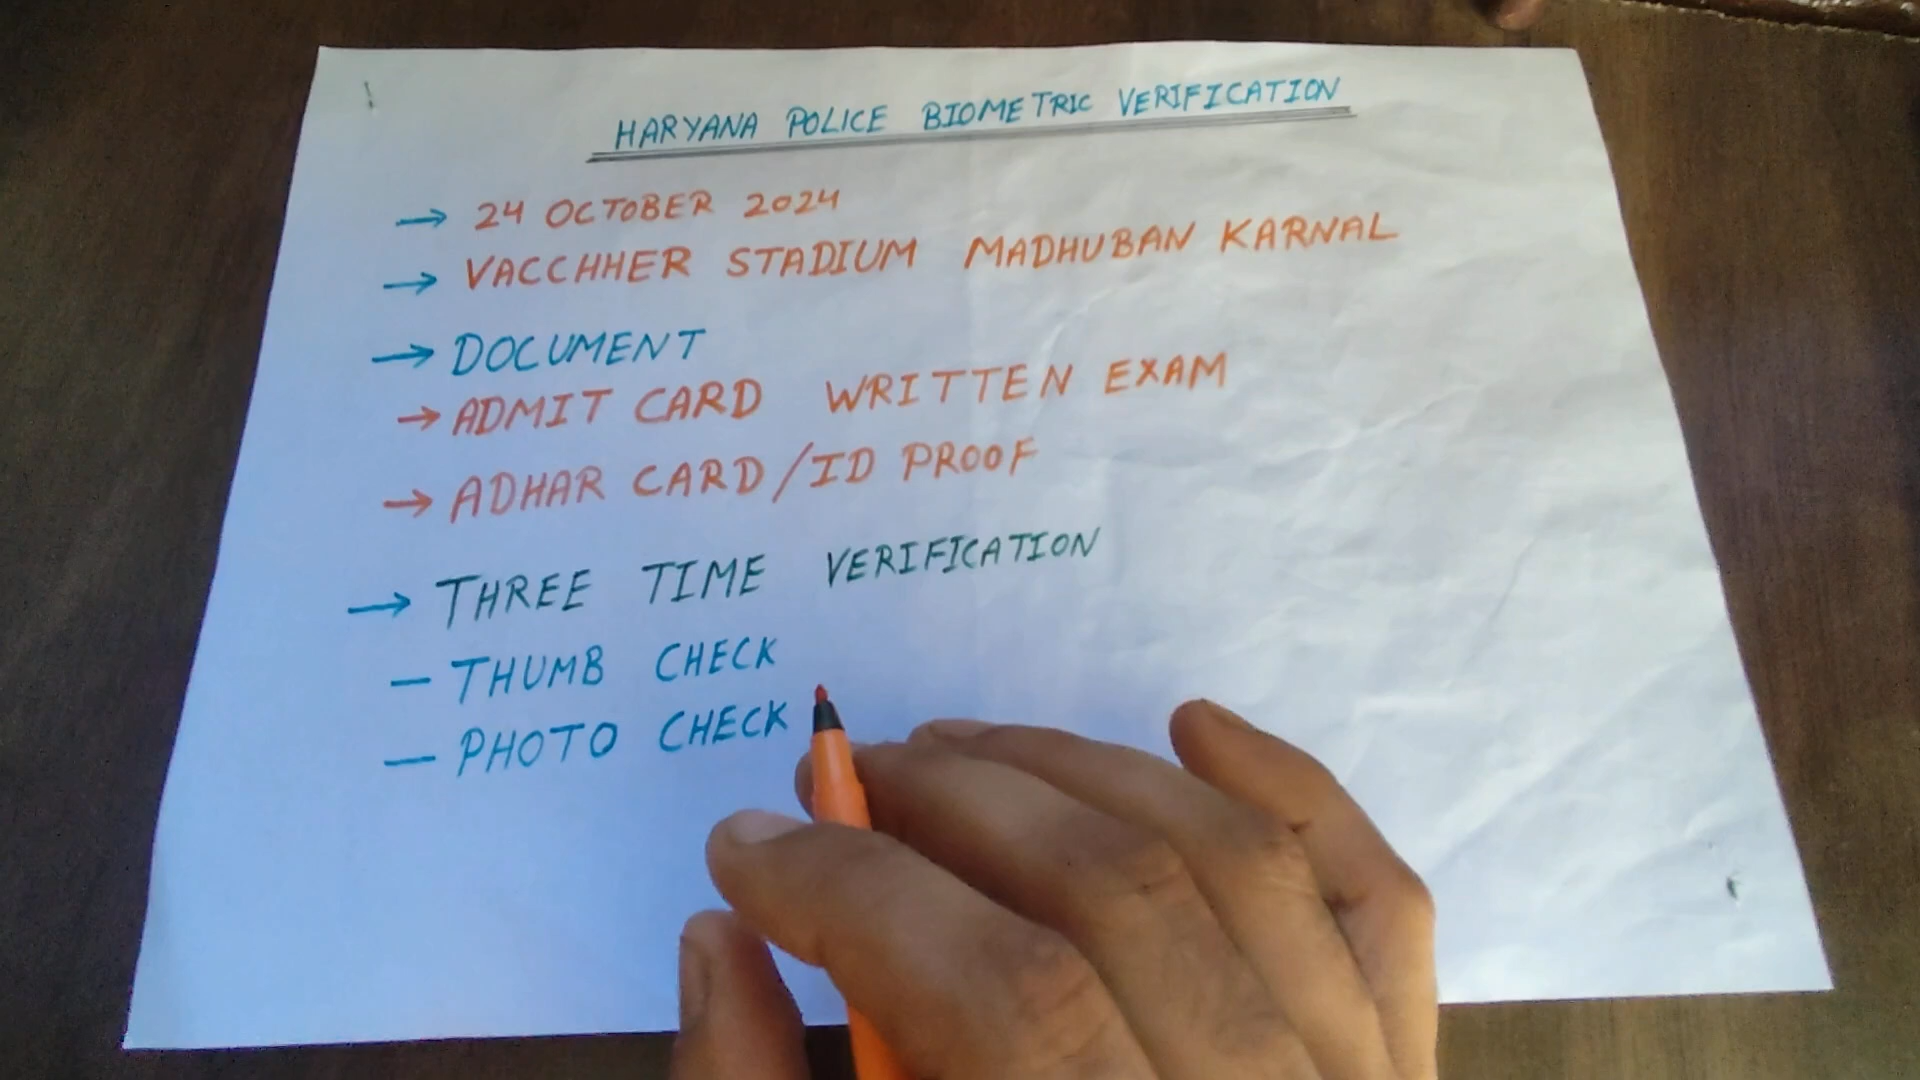 HARYANA POLICE BIOMETRIC VERIFICATION
→ 24 OCTOBER 2024
→ VACCHHER STADIUM MADHUBAN KARNAL
→ DOCUMENT
→ ADMIT CARD WRITTEN EXAM
→ ADHAR CARD/ID PROOF
→ THREE TIME VERIFICATION
— THUMB CHECK
— PHOTO CHECK